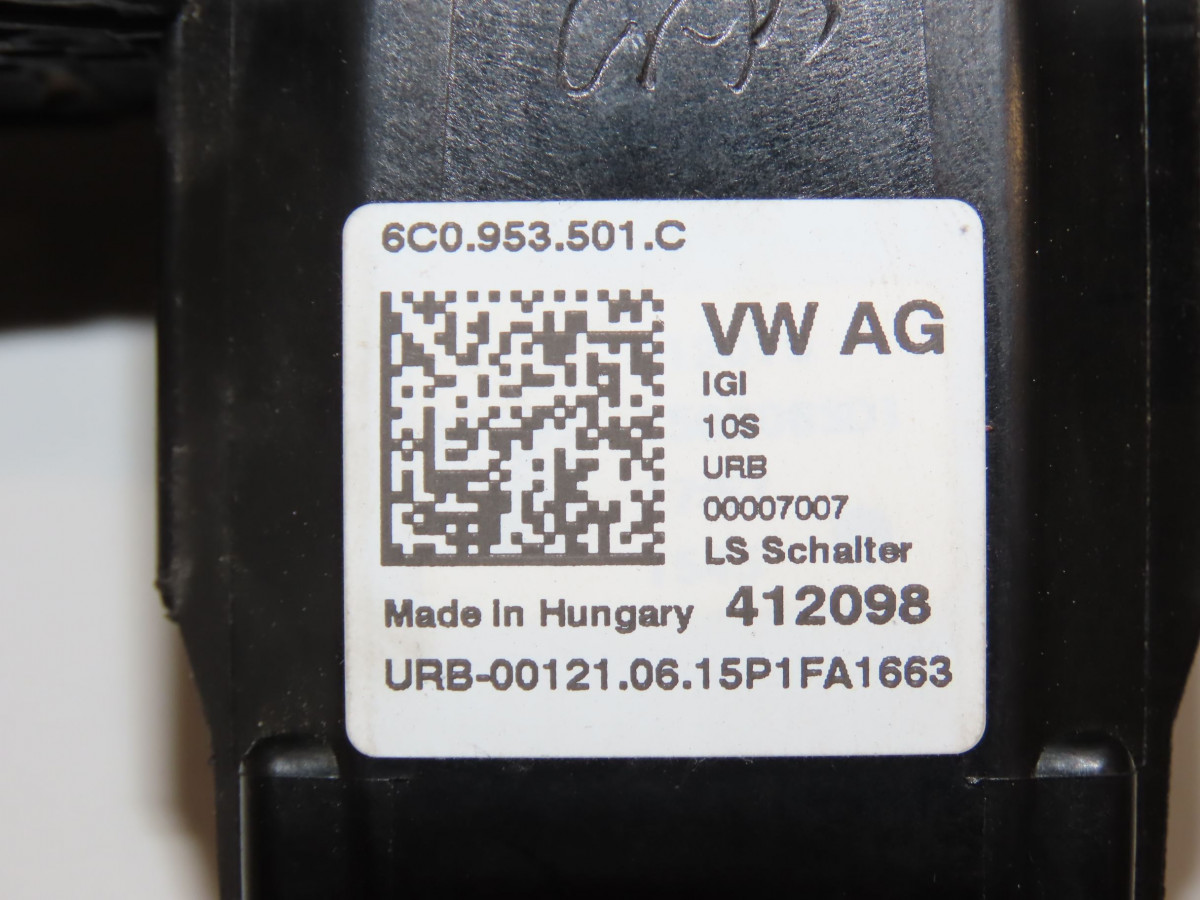 6C0.953.501.C
VW AG
IGI
10S
URB
00007007
LS Schalter
Made in Hungary 412098
URB-00121.06.15P1FA1663